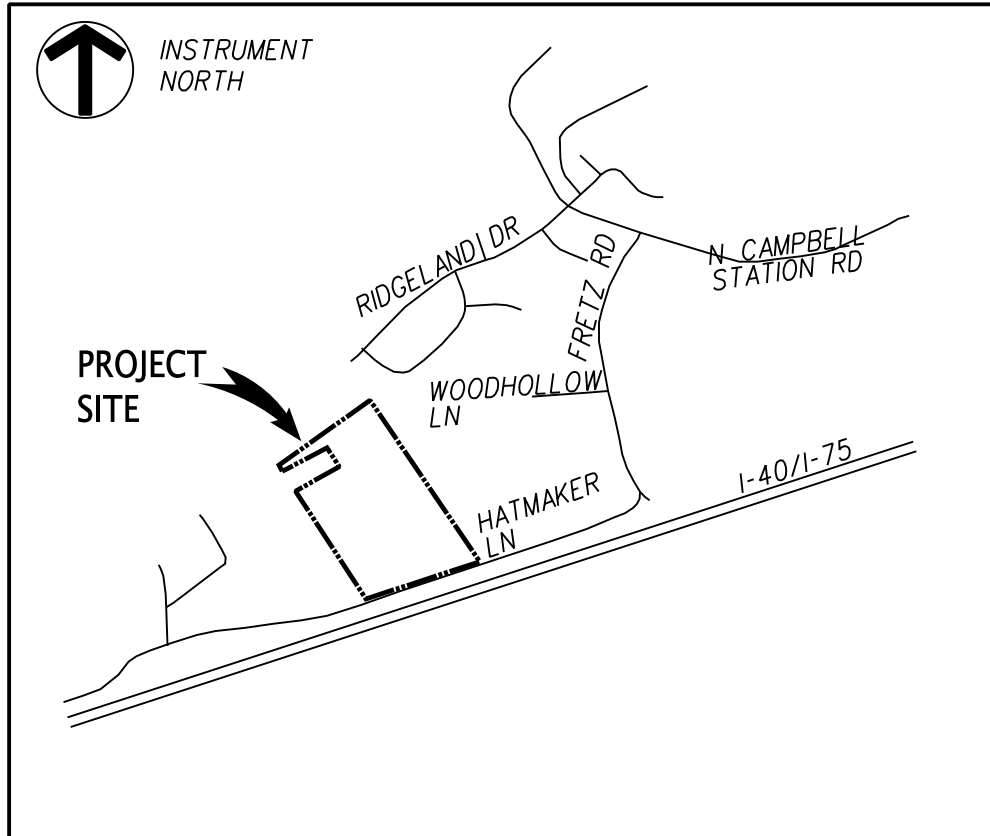 INSTRUMENT
NORTH
RIDGELAND DR
FRETZ RD
N CAMPBELL
STATION RD
PROJECT
SITE
WOODHOLLOW
LN
HATMAKER
LN
I-40/I-75